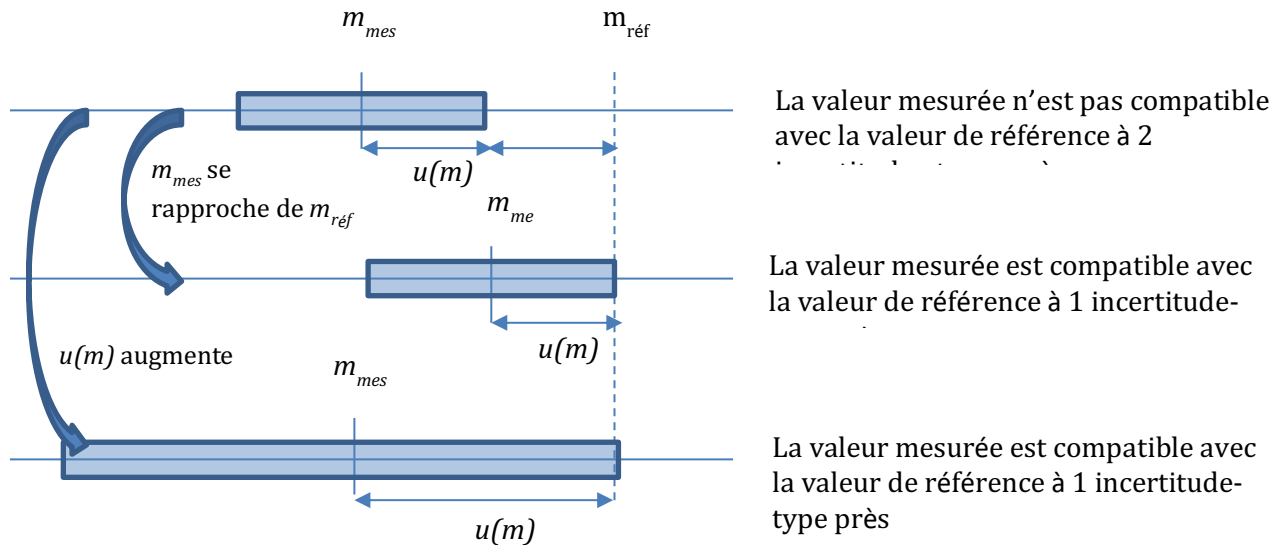 m_mes
m_réf
La valeur mesurée n’est pas compatible
avec la valeur de référence à 2
u(m)
m_mes se
rapproche de m_réf
m_me
La valeur mesurée est compatible avec
la valeur de référence à 1 incertitude-
u(m)
u(m) augmente
m_mes
La valeur mesurée est compatible avec
la valeur de référence à 1 incertitude-
type près
u(m)